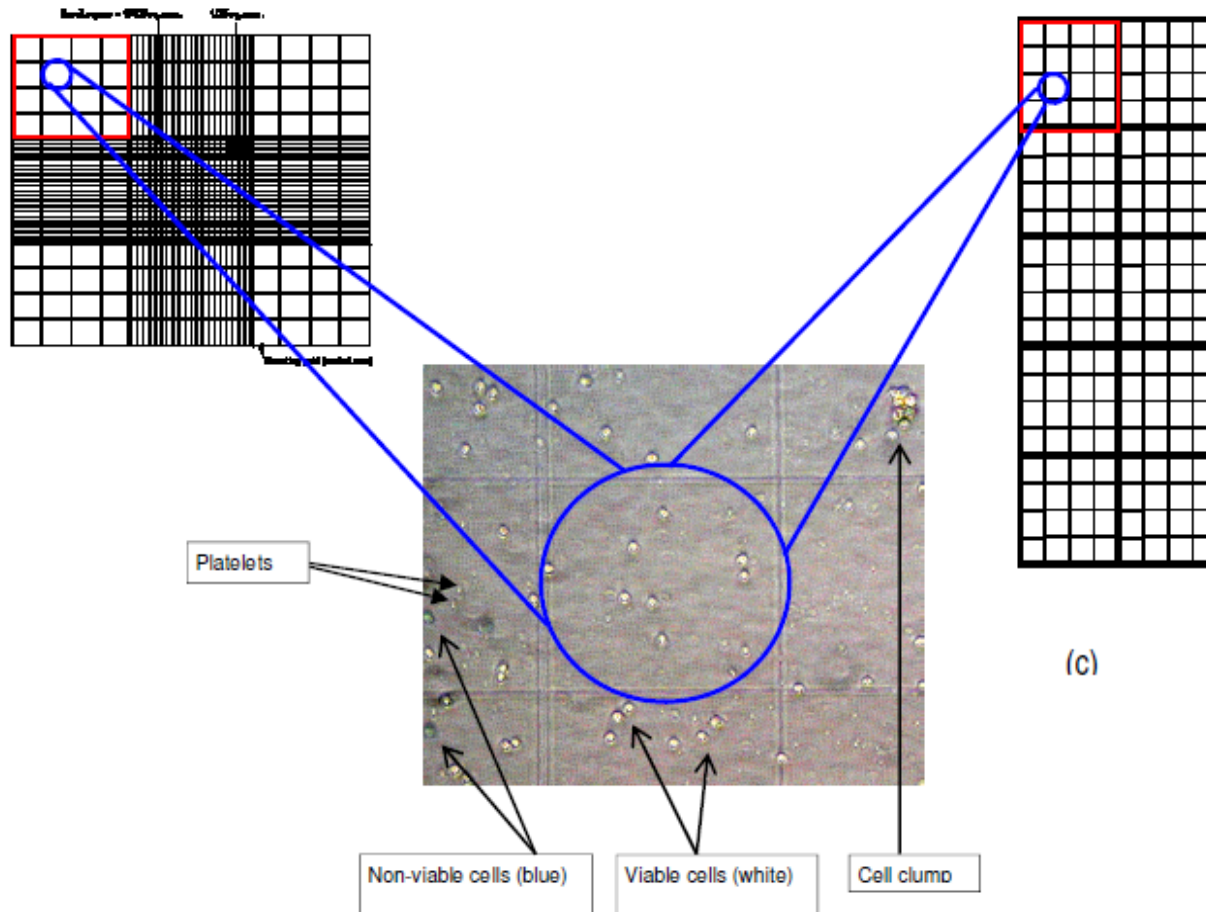 Platelets
(c)
Non-viable cells (blue)
Viable cells (white)
Cell clump